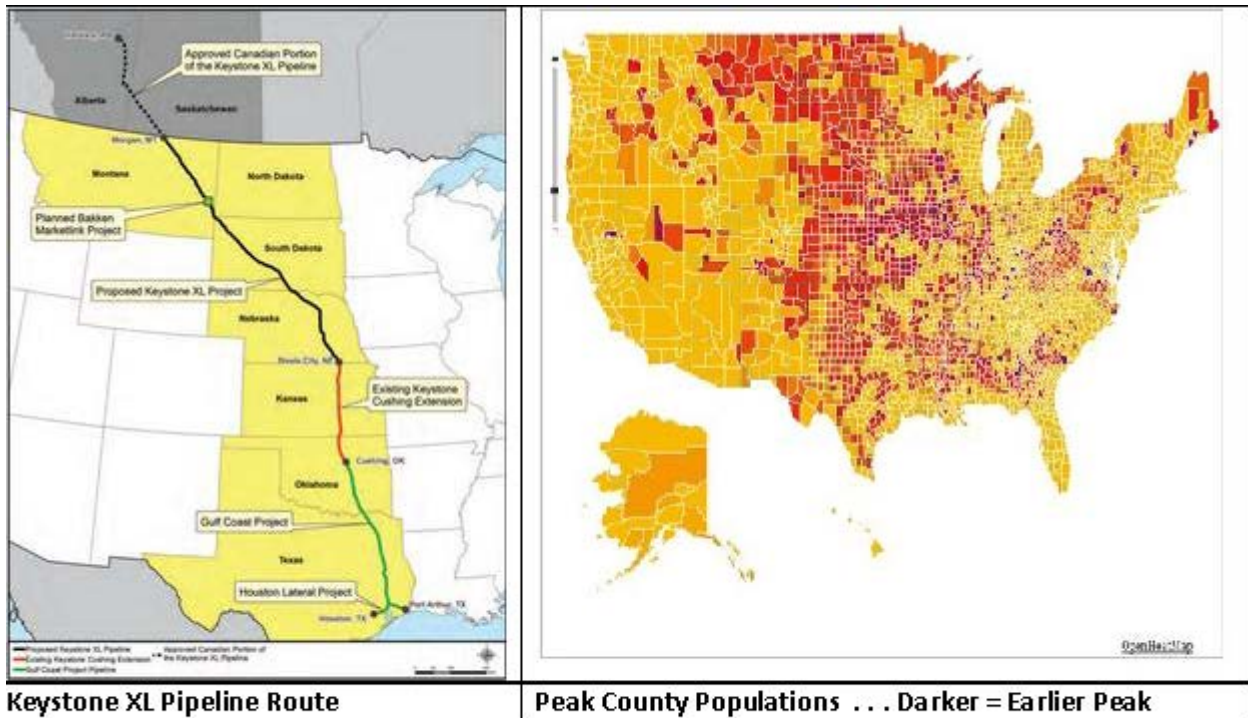 Approved Canadian Portion
of the Keystone XL Pipeline
Alberta
Saskatchewan
Morgan, MT
Montana
North Dakota
Planned Bakken
Marketlink Project
South Dakota
Proposed Keystone XL Project
Nebraska
Steele City, NE
Existing Keystone
Cushing Extension
Kansas
Cushing, OK
Oklahoma
Gulf Coast Project
Texas
Houston Lateral Project
Houston, TX
Port Arthur, TX
Proposed Keystone XL Pipeline
Approved Canadian Portion of
Existing Keystone Cushing Extension
the Keystone XL Pipeline
Gulf Coast Project Pipeline
OpenHeatMap
Keystone XL Pipeline Route
Peak County Populations ... Darker = Earlier Peak